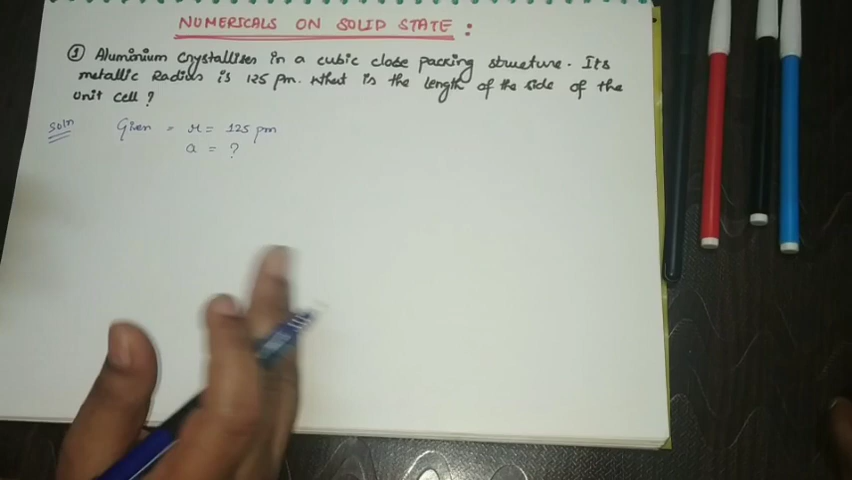 NUMERICALS ON SOLID STATE :
① Aluminium crystallises in a cubic close packing structure. Its
metallic Radius is 125 pm. what is the length of the side of the
unit cell ?
Soln Given = r = 125 pm
a = ?